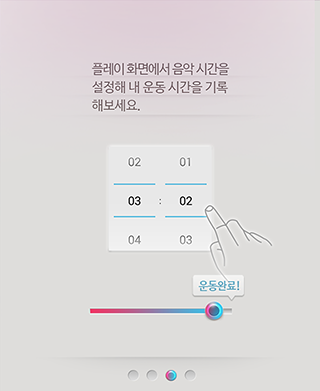 플레이 화면에서 음악 시간을
설정해 내 운동 시간을 기록
해보세요.
02 01
03 : 02
04 03
운동완료!